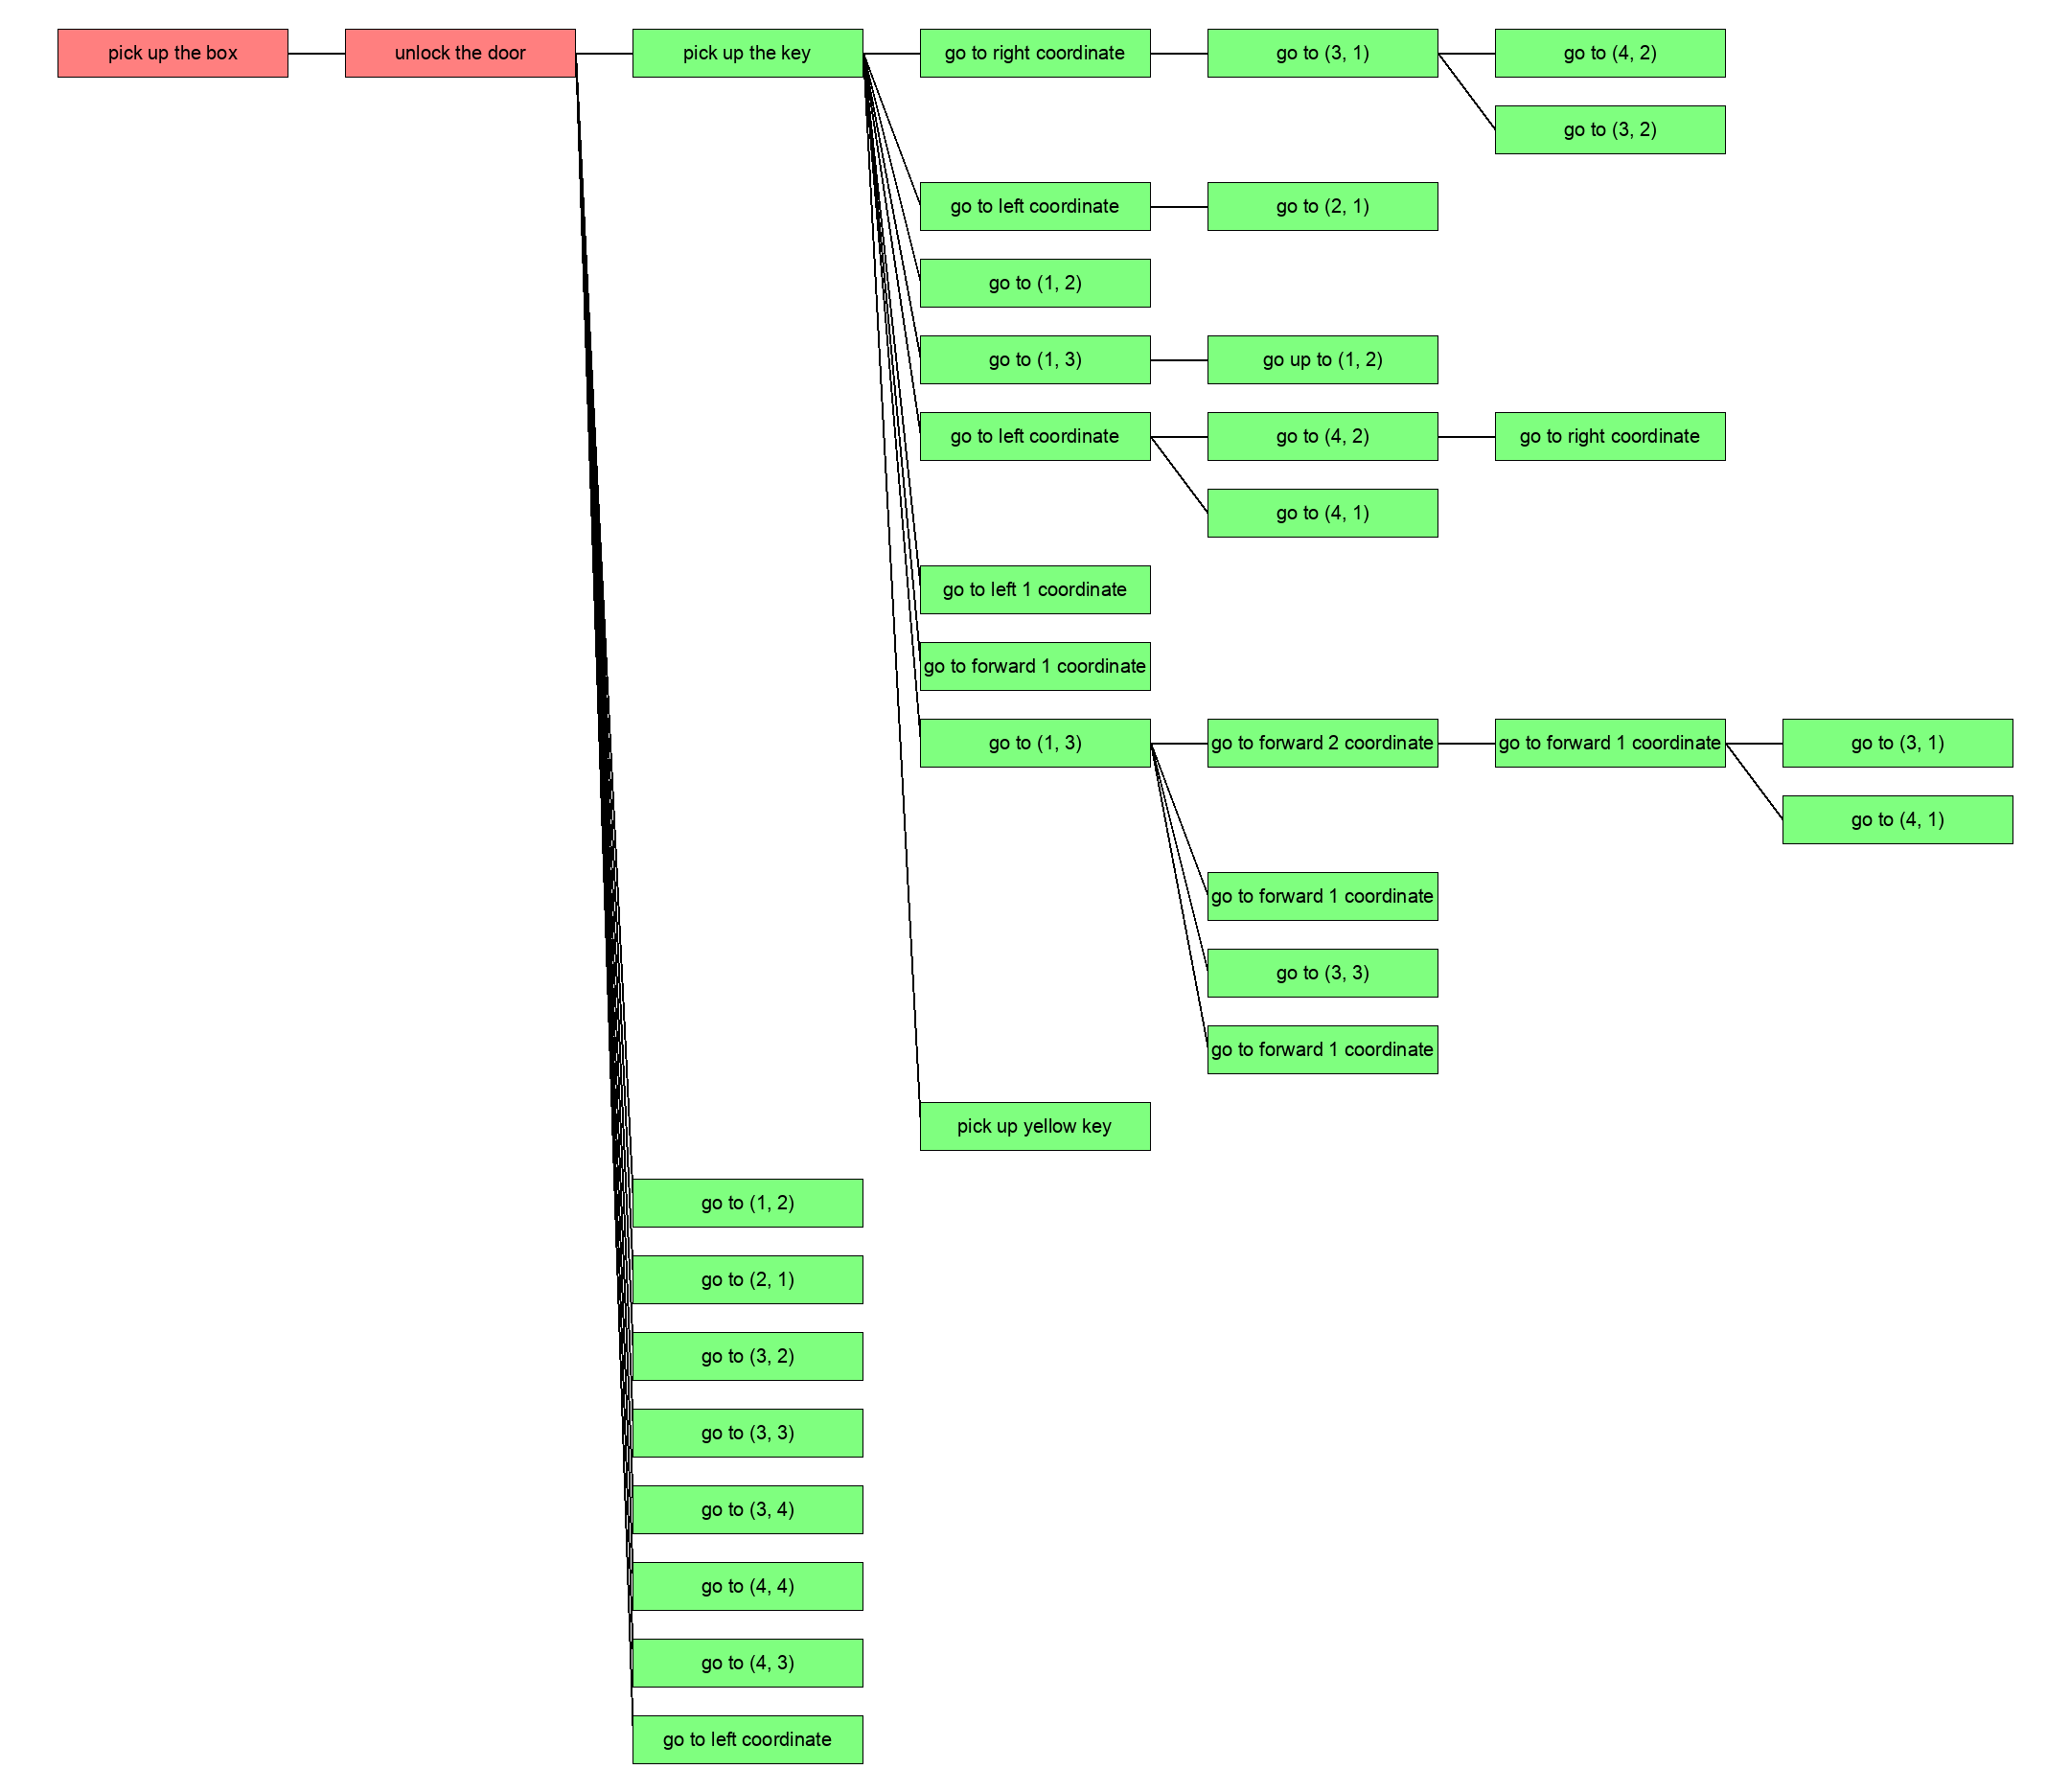 pick up the box
unlock the door
pick up the key
go to right coordinate
go to (3, 1)
go to (4, 2)
go to (3, 2)
go to left coordinate
go to (2, 1)
go to (1, 2)
go to (1, 3)
go up to (1, 2)
go to left coordinate
go to (4, 2)
go to right coordinate
go to (4, 1)
go to left 1 coordinate
go to forward 1 coordinate
go to (1, 3)
go to forward 2 coordinate
go to forward 1 coordinate
go to (3, 1)
go to (4, 1)
go to forward 1 coordinate
go to (3, 3)
go to forward 1 coordinate
pick up yellow key
go to (1, 2)
go to (2, 1)
go to (3, 2)
go to (3, 3)
go to (3, 4)
go to (4, 4)
go to (4, 3)
go to left coordinate